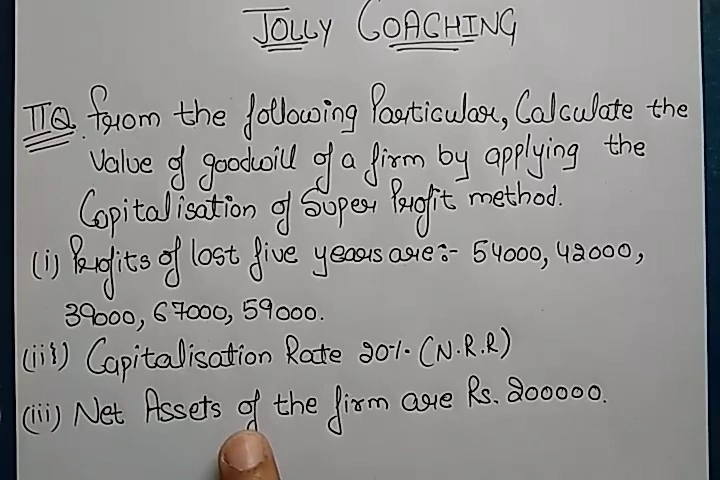 JOLLY COACHING
IIQ. From the following Particular, Calculate the
Value of goodwill of a firm by applying the
Capitalisation of Super Profit method.
(i) Profits of last five years are:- 54000, 42000,
39000, 67000, 59000.
(ii) Capitalisation Rate 20%. (N.R.R)
(iii) Net Assets of the firm are Rs. 200000.